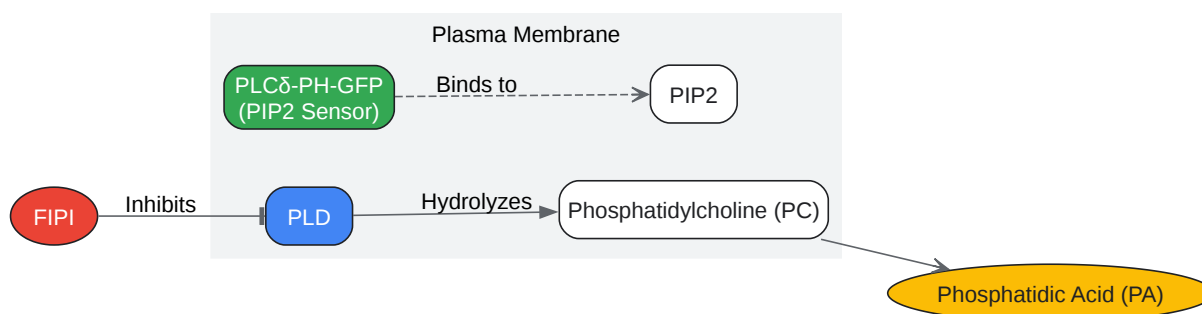 Plasma Membrane
PLCδ-PH-GFP
(PIP2 Sensor)
Binds to
PIP2
FIPI
Inhibits
PLD
Hydrolyzes
Phosphatidylcholine (PC)
Phosphatidic Acid (PA)